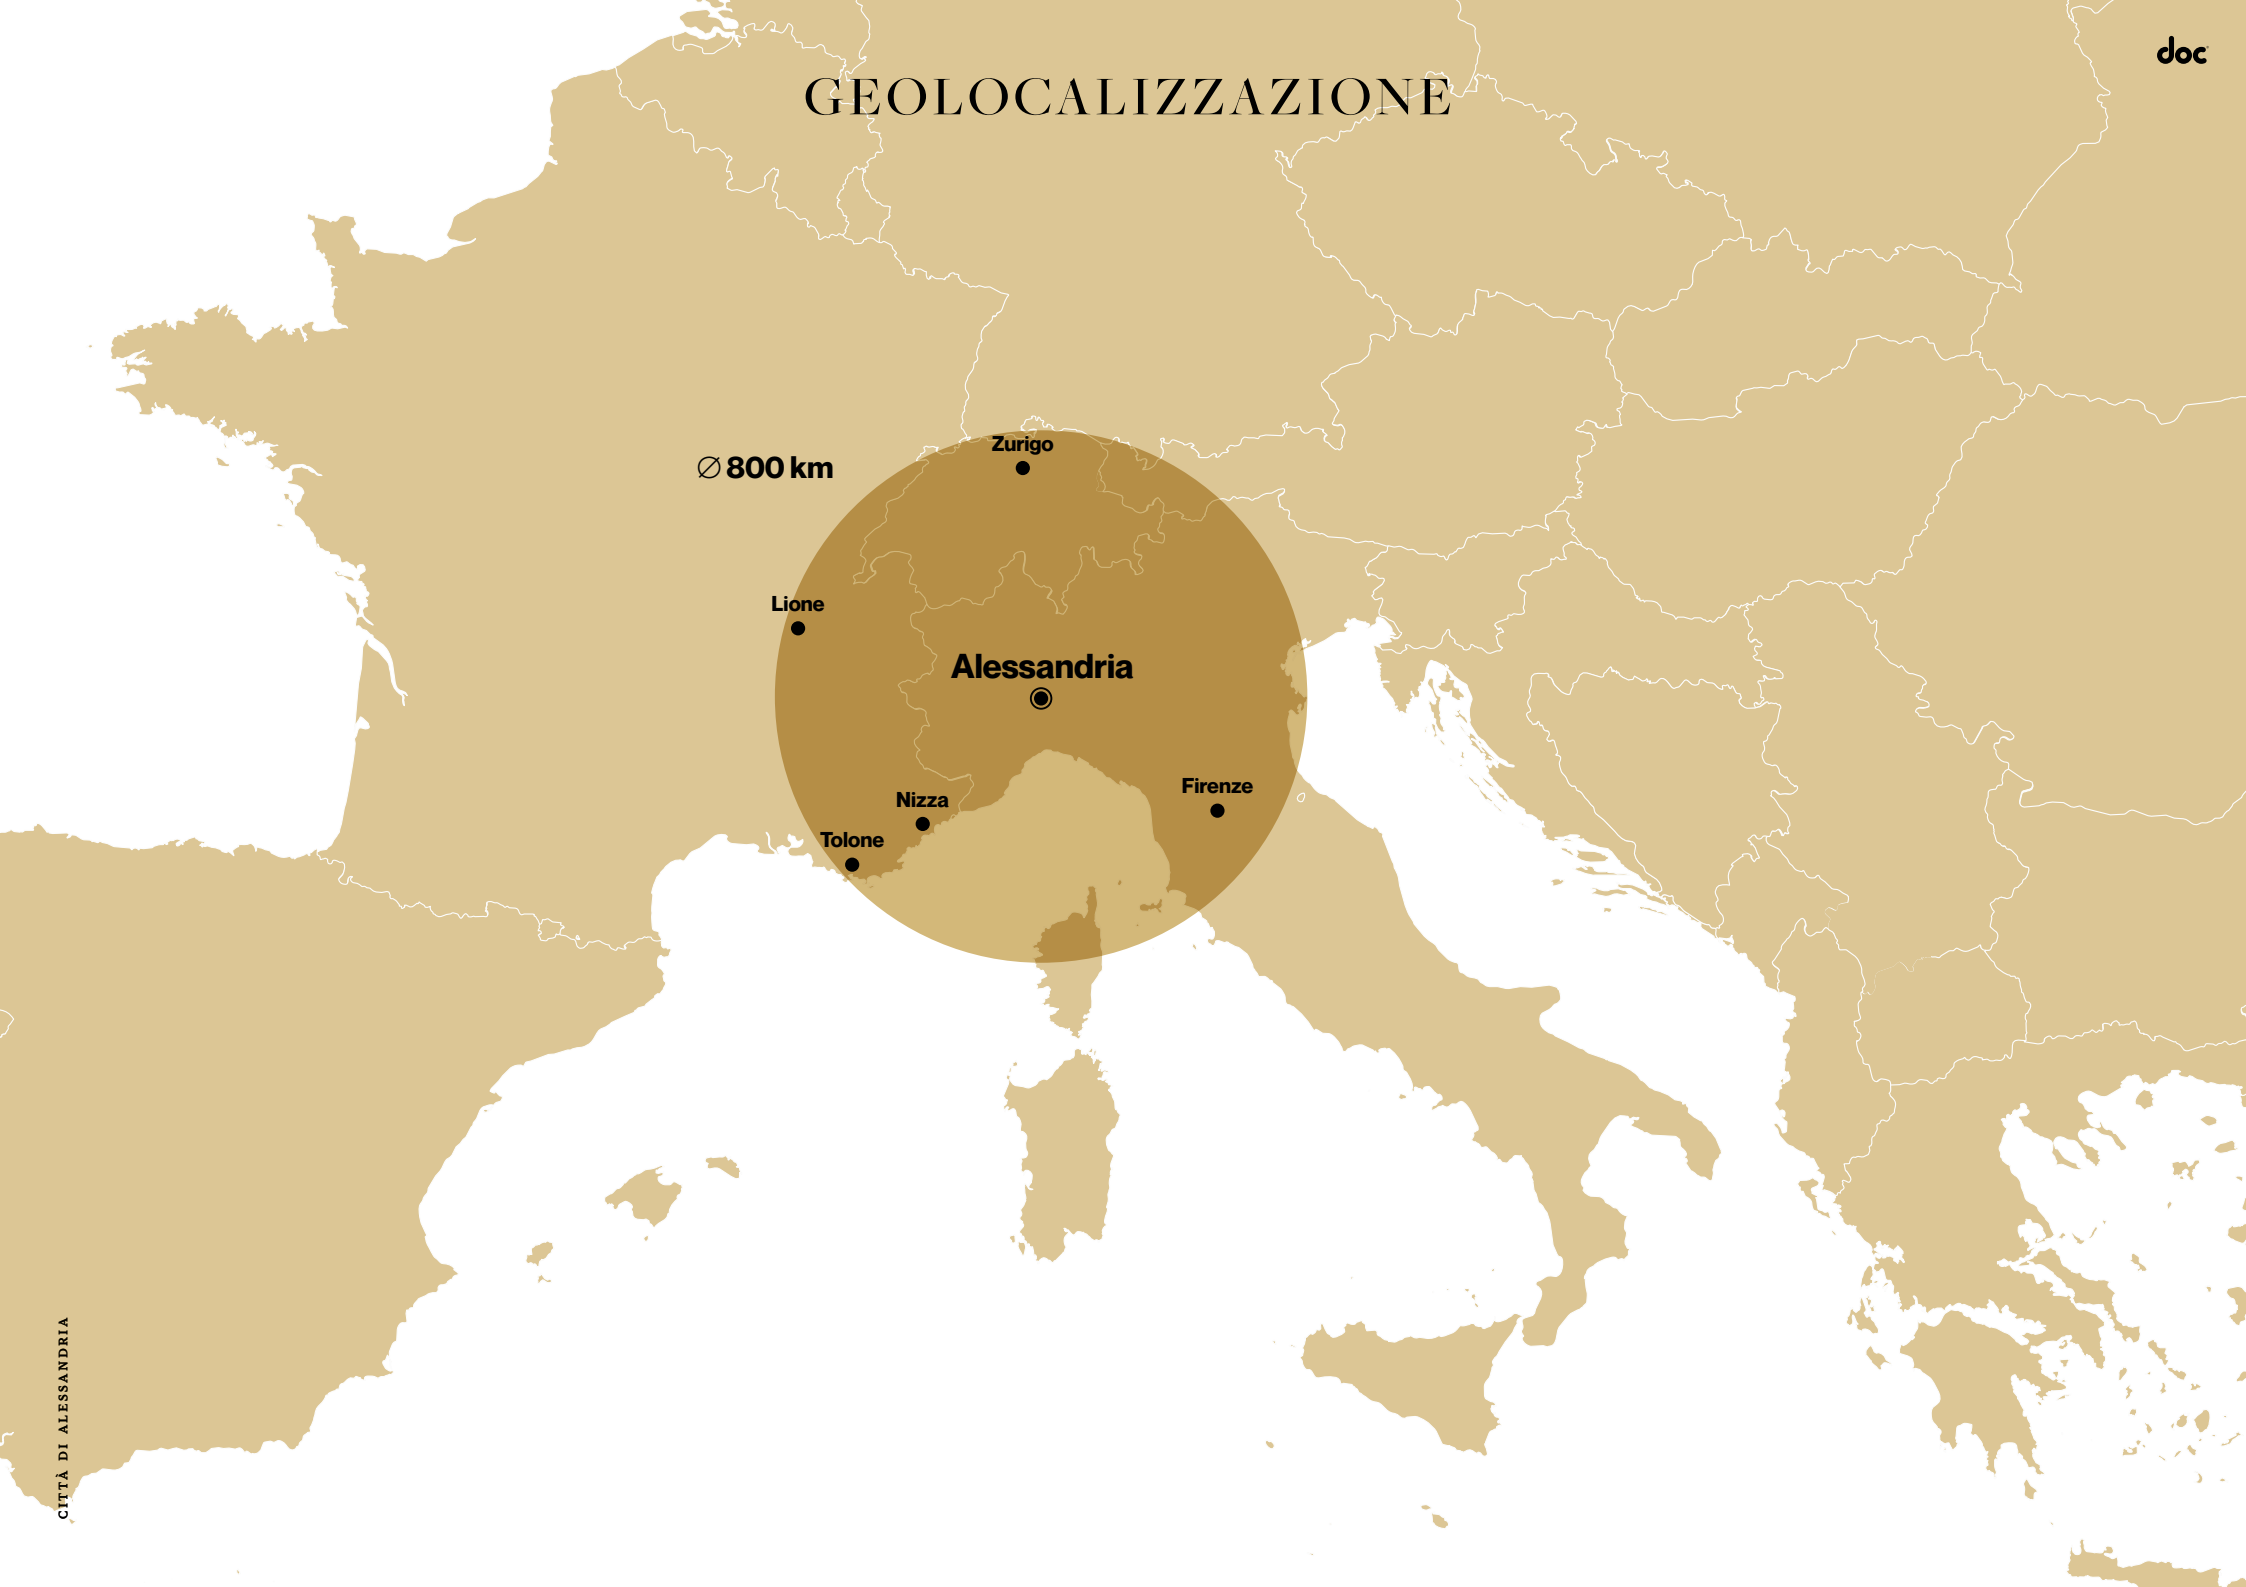 GEOLOCALIZZAZIONE
doc
Zurigo
∅ 800 km
Lione
Alessandria
Firenze
Nizza
Tolone
CITTÀ DI ALESSANDRIA